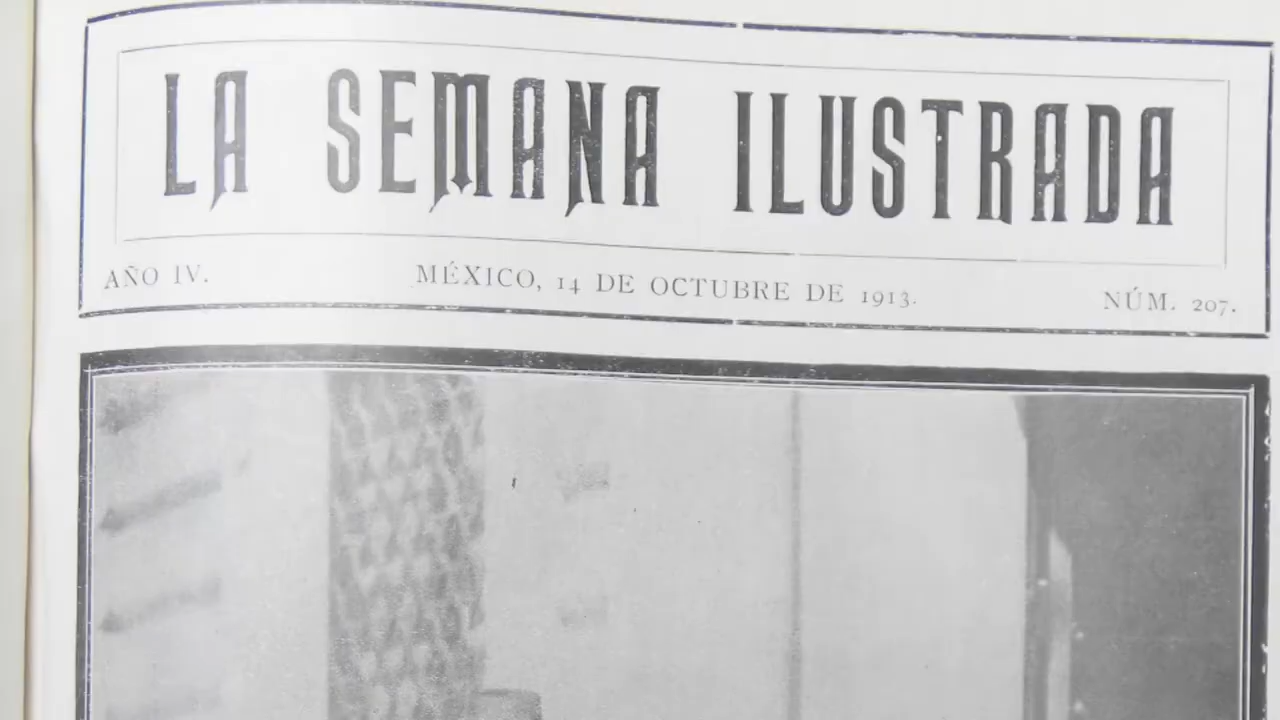 LA SEMANA ILUSTRADA
AÑO IV. MÉXICO, 14 DE OCTUBRE DE 1913. NÚM. 207.